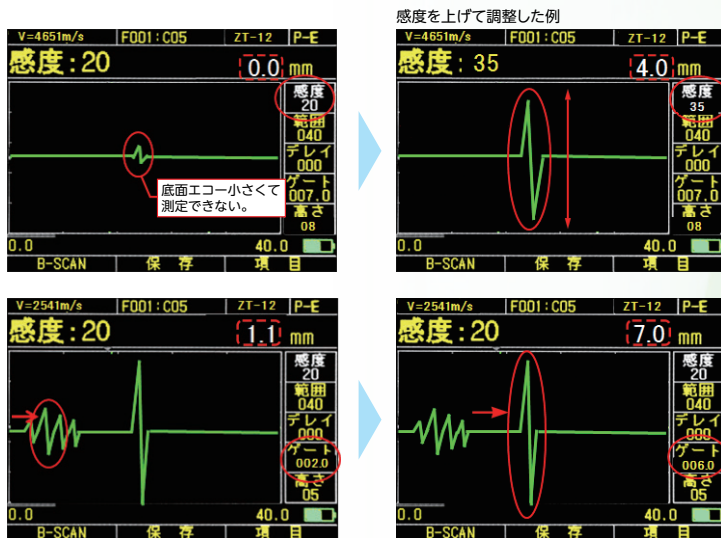 感度を上げて調整した例
V=4651m/s F001:C05 ZT-12 P-E
感度:20 0.0 mm
感度
20
範囲
040
デレイ
000
ゲート
007.0
高さ
08
底面エコー小さくて
測定できない。
0.0 40.0
B-SCAN 保 存 項 目
V=4651m/s F001:C05 ZT-12 P-E
感度:35 4.0 mm
感度
35
範囲
040
デレイ
000
ゲート
007.0
高さ
08
0.0 40.0
B-SCAN 保 存 項 目
V=2541m/s F001:C05 ZT-12 P-E
感度:20 1.1 mm
感度
20
範囲
040
デレイ
000
ゲート
002.0
高さ
05
0.0 40.0
B-SCAN 保 存 項 目
V=2541m/s F001:C05 ZT-12 P-E
感度:20 7.0 mm
感度
20
範囲
040
デレイ
000
ゲート
006.0
高さ
05
0.0 40.0
B-SCAN 保 存 項 目